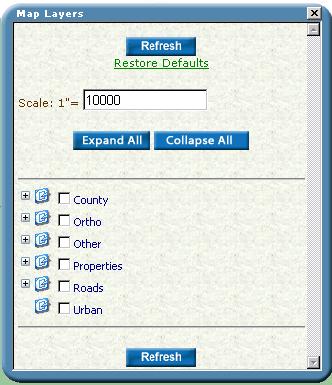 Map Layers
Refresh
Restore Defaults
Scale: 1"= 10000
Expand All Collapse All
County
Ortho
Other
Properties
Roads
Urban
Refresh